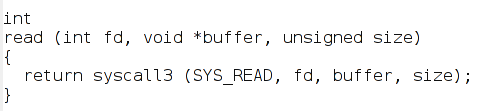 int
read (int fd, void *buffer, unsigned size)
{
  return syscall3 (SYS_READ, fd, buffer, size);
}